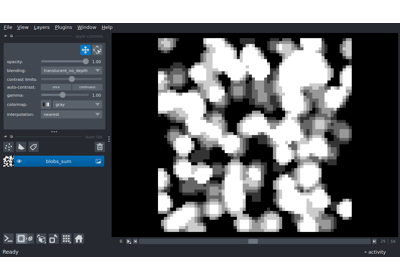 File View Layers Plugins Window Help
opacity: 1.00
blending: translucent_no_depth
contrast limits:
auto-contrast: once continuous
gamma: 1.00
colormap: gray
interpolation: nearest
blobs_sum
activity